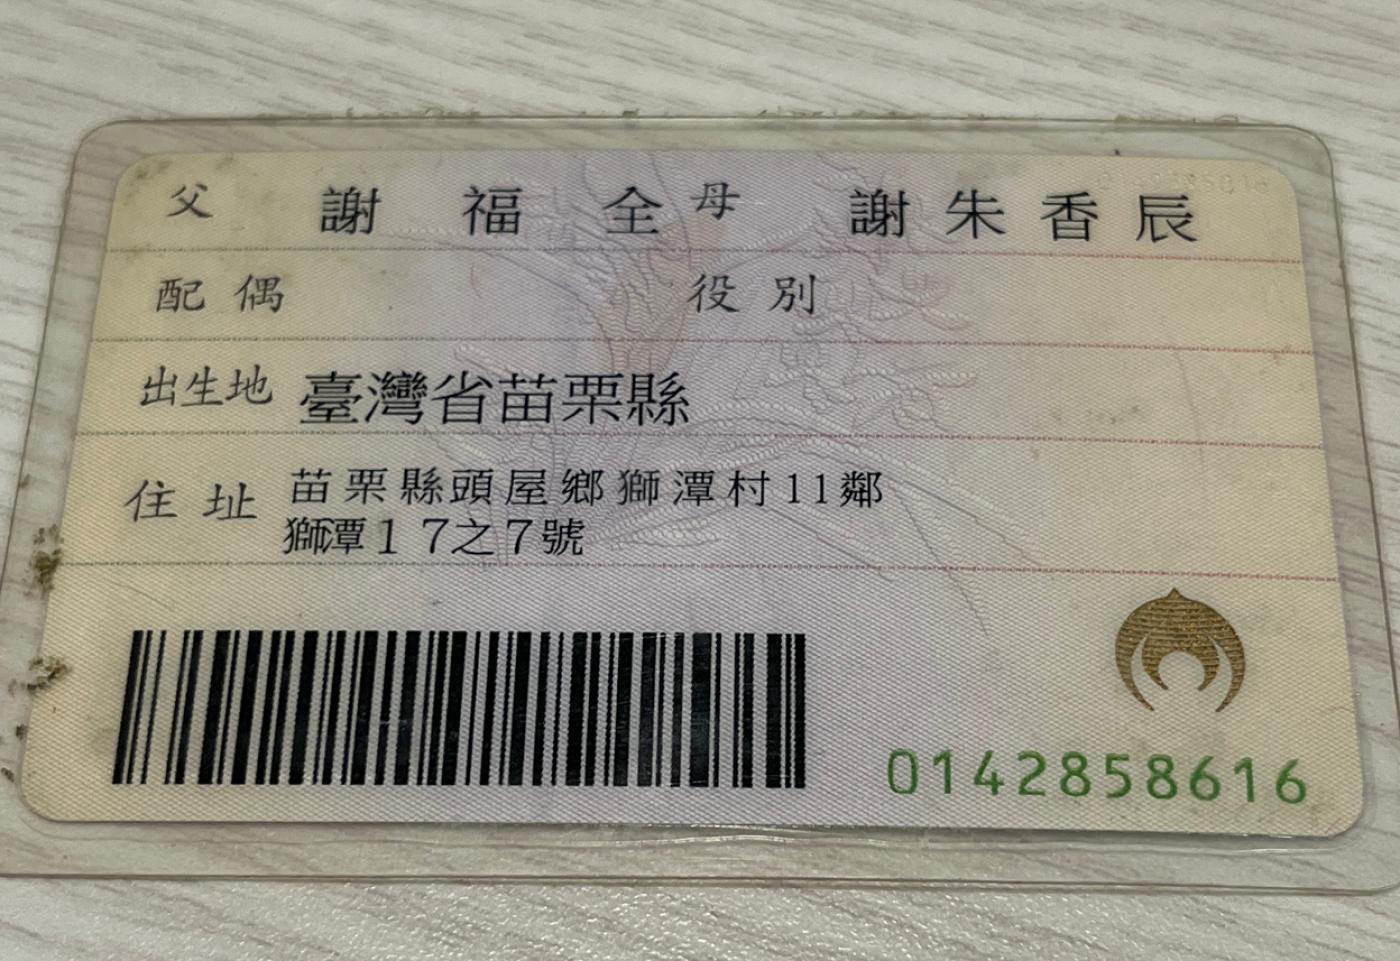 父 謝福全 母 謝朱香辰
配偶 役別
出生地 臺灣省苗栗縣
住址 苗栗縣頭屋鄉獅潭村11鄰
獅潭17之7號
0142858616